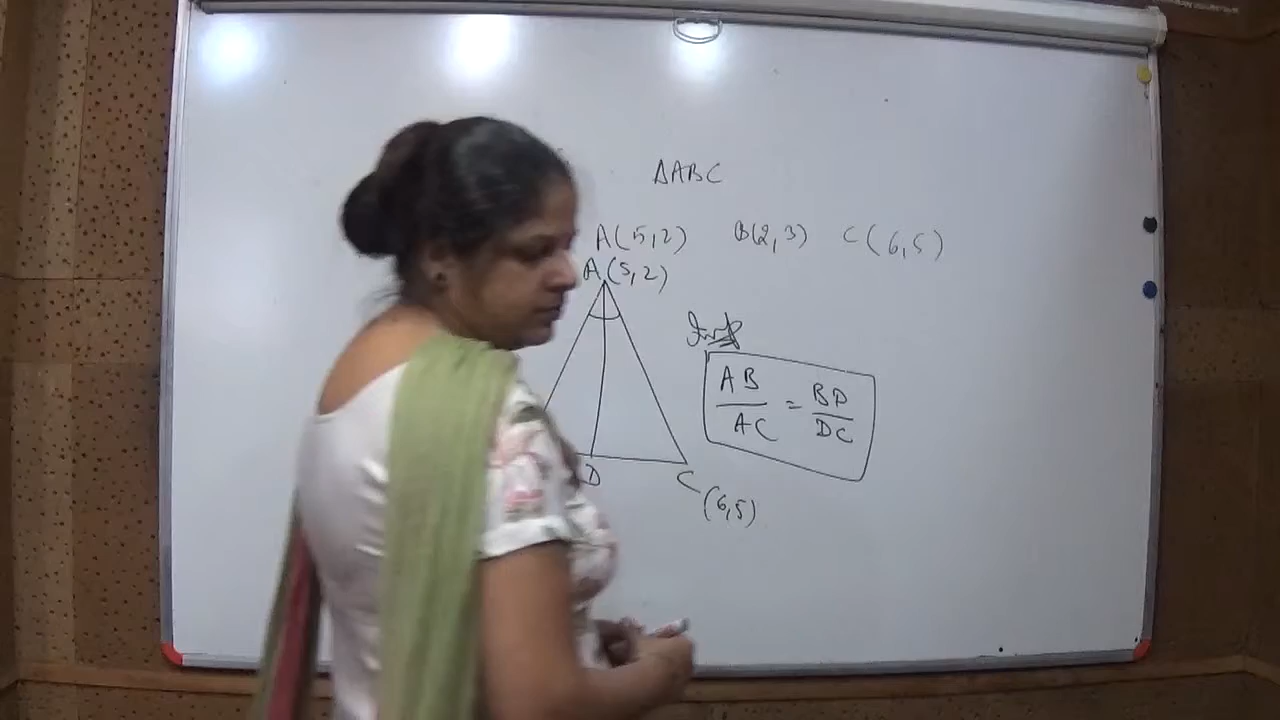 ΔABC
A(5,2) B(2,3) C(6,5)
A(5,2)
AB/AC = BD/DC
D
C
(6,5)